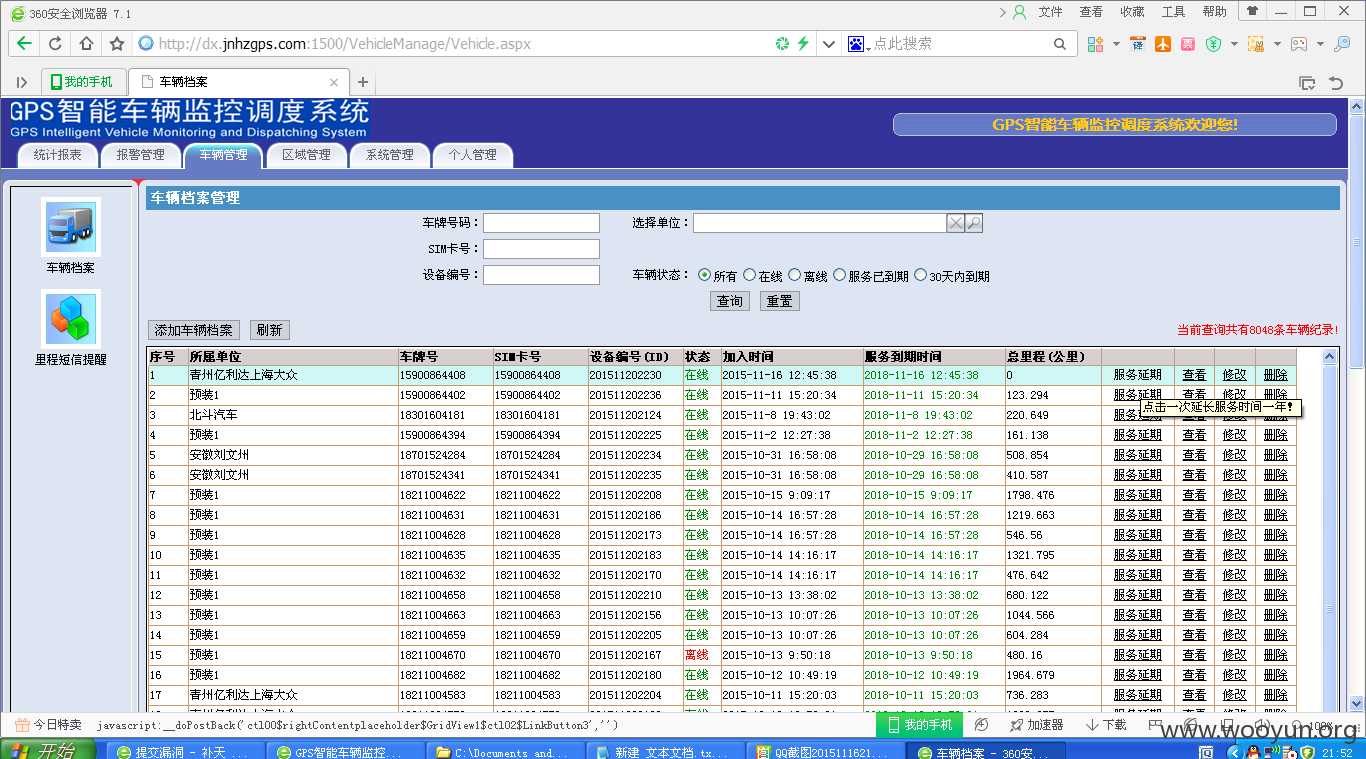 360安全浏览器 7.1 文件 查看 收藏 工具 帮助
http://dx.jnhzgps.com:1500/VehicleManage/Vehicle.aspx 点此搜索
我的手机 车辆档案
GPS智能车辆监控调度系统
GPS Intelligent Vehicle Monitoring and Dispatching System
GPS智能车辆监控调度系统欢迎您!
统计报表 报警管理 车辆管理 区域管理 系统管理 个人管理
车辆档案
里程短信提醒
车辆档案管理
车牌号码: 选择单位:
SIM卡号:
设备编号: 车辆状态: 所有 在线 离线 服务已到期 30天内到期
查询 重置
添加车辆档案 刷新 当前查询共有8048条车辆纪录!
序号 所属单位 车牌号 SIM卡号 设备编号(ID) 状态 加入时间 服务到期时间 总里程(公里)
1 青州亿利达上海大众 15900864408 15900864408 201511202230 在线 2015-11-16 12:45:38 2018-11-16 12:45:38 0 服务延期 查看 修改 删除
2 预装1 15900864402 15900864402 201511202236 在线 2015-11-11 15:20:34 2018-11-11 15:20:34 123.294 服务延期 查看 修改 删除
点击一次延长服务时间一年!
3 北斗汽车 18301604181 18301604181 201511202124 在线 2015-11-8 19:43:02 2018-11-8 19:43:02 220.649 服务延期 查看 修改 删除
4 预装1 15900864394 15900864394 201511202225 在线 2015-11-2 12:27:38 2018-11-2 12:27:38 161.138 服务延期 查看 修改 删除
5 安徽刘文州 18701524284 18701524284 201511202234 在线 2015-10-31 16:58:08 2018-10-29 16:58:08 508.854 服务延期 查看 修改 删除
6 安徽刘文州 18701524341 18701524341 201511202235 在线 2015-10-31 16:58:08 2018-10-29 16:58:08 410.587 服务延期 查看 修改 删除
7 预装1 18211004622 18211004622 201511202208 在线 2015-10-15 9:09:17 2018-10-15 9:09:17 1798.476 服务延期 查看 修改 删除
8 预装1 18211004631 18211004631 201511202186 在线 2015-10-14 16:57:28 2018-10-14 16:57:28 1219.663 服务延期 查看 修改 删除
9 预装1 18211004628 18211004628 201511202173 在线 2015-10-14 16:57:28 2018-10-14 16:57:28 546.56 服务延期 查看 修改 删除
10 预装1 18211004635 18211004635 201511202183 在线 2015-10-14 14:16:17 2018-10-14 14:16:17 1321.795 服务延期 查看 修改 删除
11 预装1 18211004632 18211004632 201511202170 在线 2015-10-14 14:16:17 2018-10-14 14:16:17 476.642 服务延期 查看 修改 删除
12 预装1 18211004658 18211004658 201511202210 在线 2015-10-13 13:38:02 2018-10-13 13:38:02 680.122 服务延期 查看 修改 删除
13 预装1 18211004663 18211004663 201511202156 在线 2015-10-13 10:07:26 2018-10-13 10:07:26 1044.566 服务延期 查看 修改 删除
14 预装1 18211004659 18211004659 201511202205 在线 2015-10-13 10:07:26 2018-10-13 10:07:26 604.284 服务延期 查看 修改 删除
15 预装1 18211004670 18211004670 201511202167 离线 2015-10-13 9:50:18 2018-10-13 9:50:18 480.16 服务延期 查看 修改 删除
16 预装1 18211004682 18211004682 201511202180 在线 2015-10-12 10:49:19 2018-10-12 10:49:19 1964.679 服务延期 查看 修改 删除
17 青州亿利达上海大众 18211004583 18211004583 201511202204 在线 2015-10-11 15:20:03 2018-10-11 15:20:03 736.283 服务延期 查看 修改 删除
今日特卖 javascript:__doPostBack('ctl00$rightContentplaceholder$GridView1$ctl02$LinkButton3','') 我的手机 加速器 下载 100%
www.wooyun.org
开始 提交漏洞 - 补天 ... GPS智能车辆监控... C:\Documents and... 新建 文本文档.tx... QQ截图2015111621... 车辆档案 - 360安... 21:52